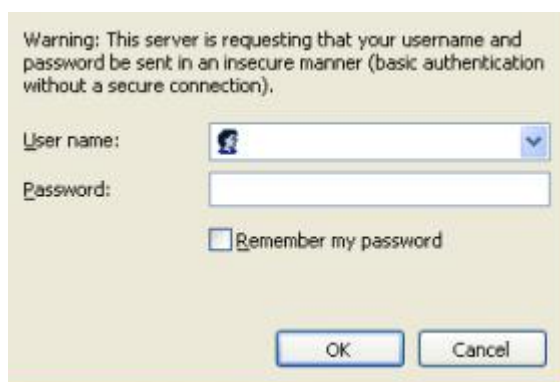 Warning: This server is requesting that your username and
password be sent in an insecure manner (basic authentication
without a secure connection).
User name:
Password:
Remember my password
OK
Cancel